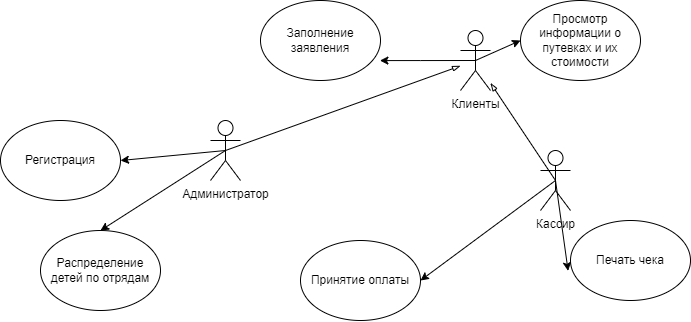 Заполнение
заявления
Просмотр
информации о
путевках и их
стоимости
Клиенты
Регистрация
Администратор
Кассир
Распределение
детей по отрядам
Принятие оплаты
Печать чека